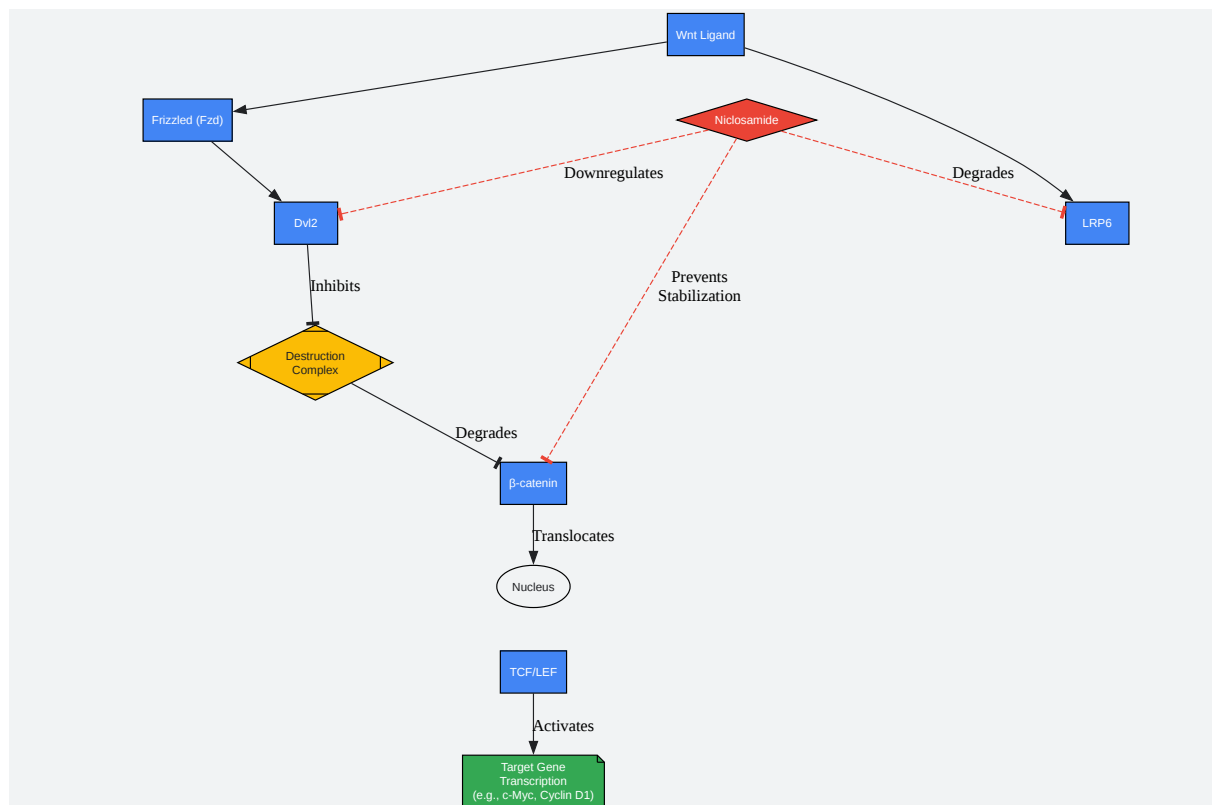 Wnt Ligand
Frizzled (Fzd)
Niclosamide
Downregulates
Degrades
Dvl2
LRP6
Inhibits
Prevents
Stabilization
Destruction
Complex
Degrades
β-catenin
Translocates
Nucleus
TCF/LEF
Activates
Target Gene
Transcription
(e.g., c-Myc, Cyclin D1)